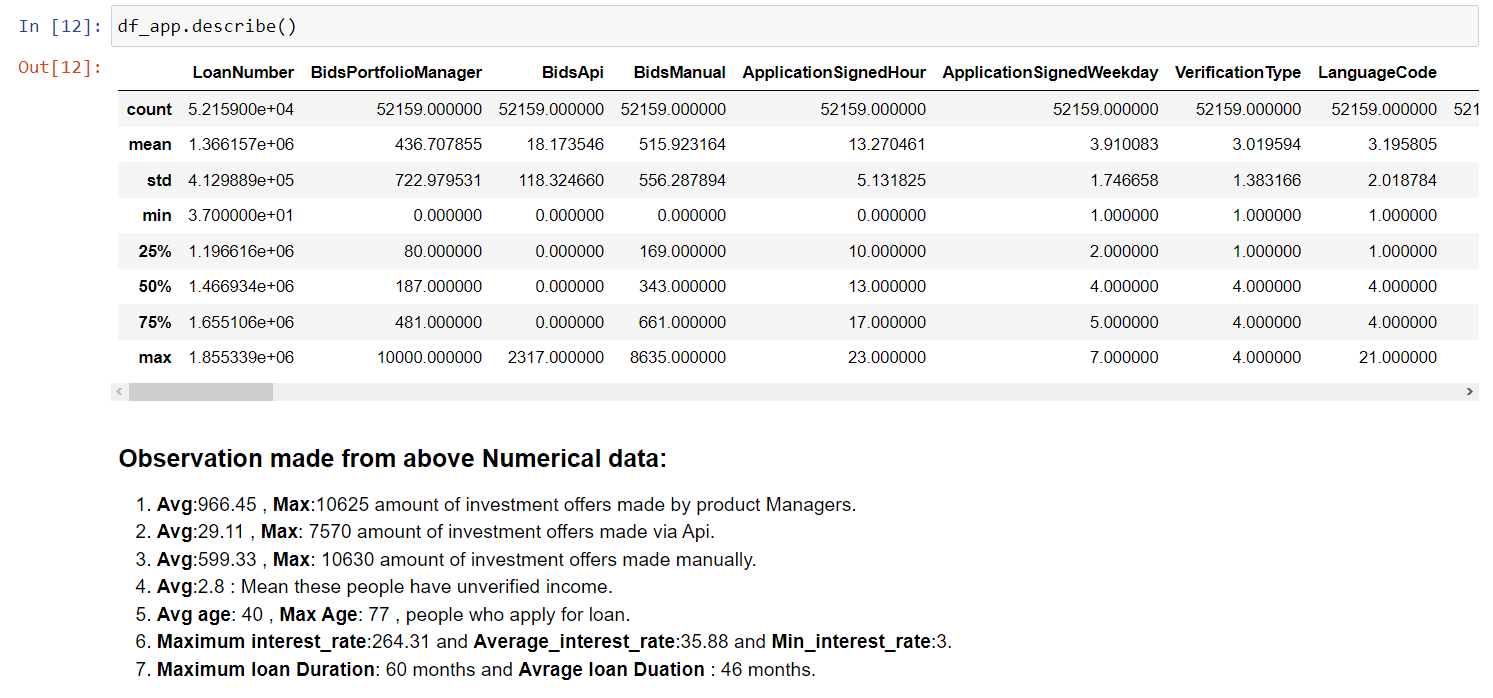 In [12]: df_app.describe()
Out[12]:
LoanNumber BidsPortfolioManager BidsApi BidsManual ApplicationSignedHour ApplicationSignedWeekday VerificationType LanguageCode
count 5.215900e+04 52159.000000 52159.000000 52159.000000 52159.000000 52159.000000 52159.000000 52159.000000 521
mean 1.366157e+06 436.707855 18.173546 515.923164 13.270461 3.910083 3.019594 3.195805
std 4.129889e+05 722.979531 118.324660 556.287894 5.131825 1.746658 1.383166 2.018784
min 3.700000e+01 0.000000 0.000000 0.000000 0.000000 1.000000 1.000000 1.000000
25% 1.196616e+06 80.000000 0.000000 169.000000 10.000000 2.000000 1.000000 1.000000
50% 1.466934e+06 187.000000 0.000000 343.000000 13.000000 4.000000 4.000000 4.000000
75% 1.655106e+06 481.000000 0.000000 661.000000 17.000000 5.000000 4.000000 4.000000
max 1.855339e+06 10000.000000 2317.000000 8635.000000 23.000000 7.000000 4.000000 21.000000
Observation made from above Numerical data:
1. Avg:966.45 , Max:10625 amount of investment offers made by product Managers.
2. Avg:29.11 , Max: 7570 amount of investment offers made via Api.
3. Avg:599.33 , Max: 10630 amount of investment offers made manually.
4. Avg:2.8 : Mean these people have unverified income.
5. Avg age: 40 , Max Age: 77 , people who apply for loan.
6. Maximum interest_rate:264.31 and Average_interest_rate:35.88 and Min_interest_rate:3.
7. Maximum loan Duration: 60 months and Avrage loan Duation : 46 months.